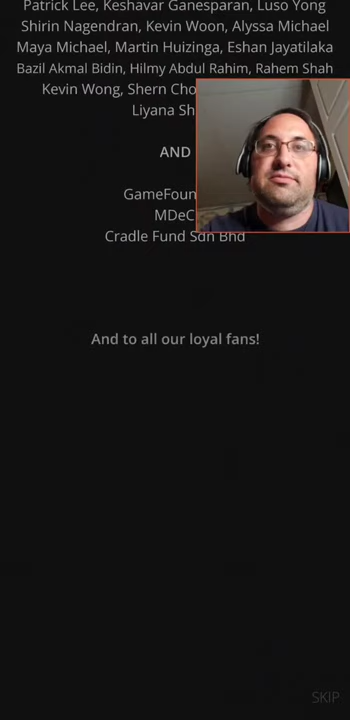 Patrick Lee, Keshavar Ganesparan, Luso Yong
Shirin Nagendran, Kevin Woon, Alyssa Michael
Maya Michael, Martin Huizinga, Eshan Jayatilaka
Bazil Akmal Bidin, Hilmy Abdul Rahim, Rahem Shah
Kevin Wong, Shern Cho
Liyana Sh
AND
GameFoun
MDeC
Cradle Fund Sdn Bhd
And to all our loyal fans!
SKIP